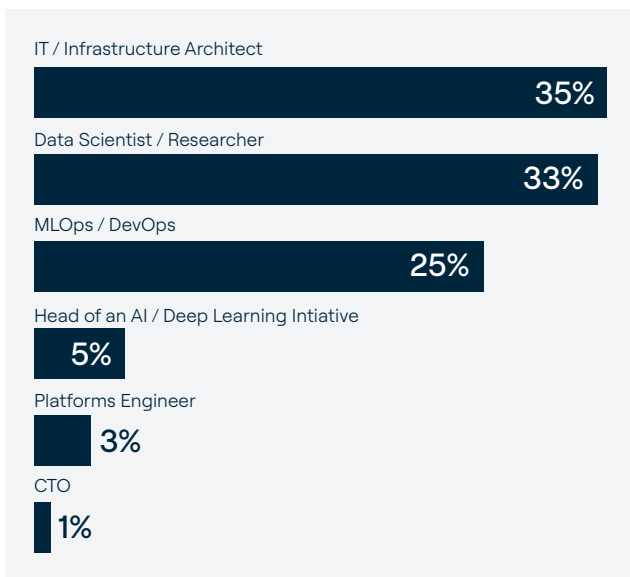 IT / Infrastructure Architect
35%
Data Scientist / Researcher
33%
MLOps / DevOps
25%
Head of an AI / Deep Learning Intiative
5%
Platforms Engineer
3%
CTO
1%